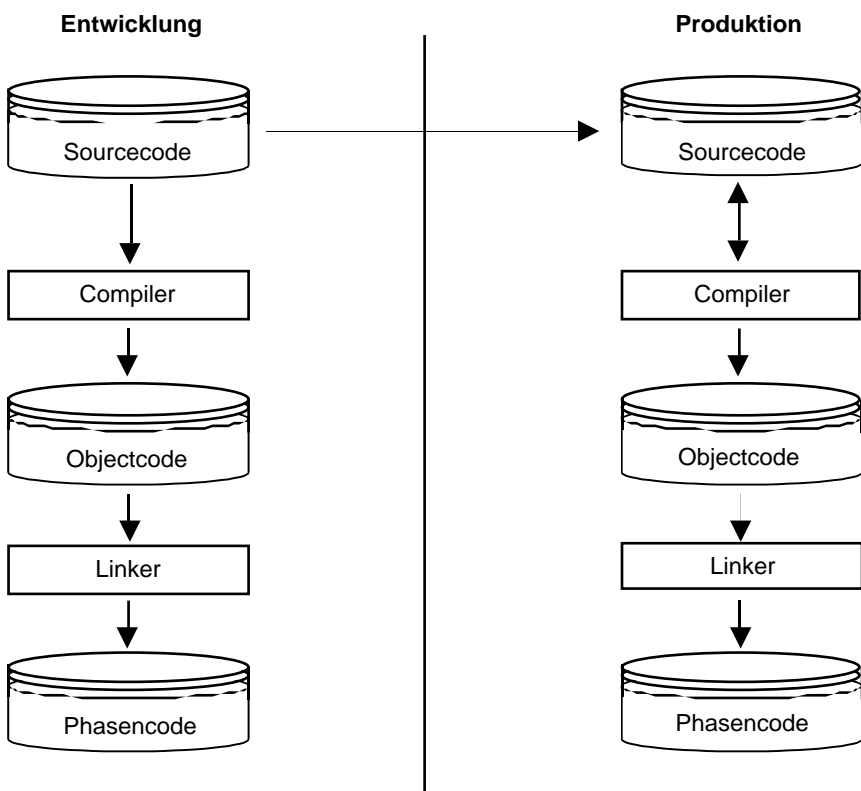 Entwicklung
Sourcecode
Compiler
Objectcode
Linker
Phasencode
Produktion
Sourcecode
Compiler
Objectcode
Linker
Phasencode